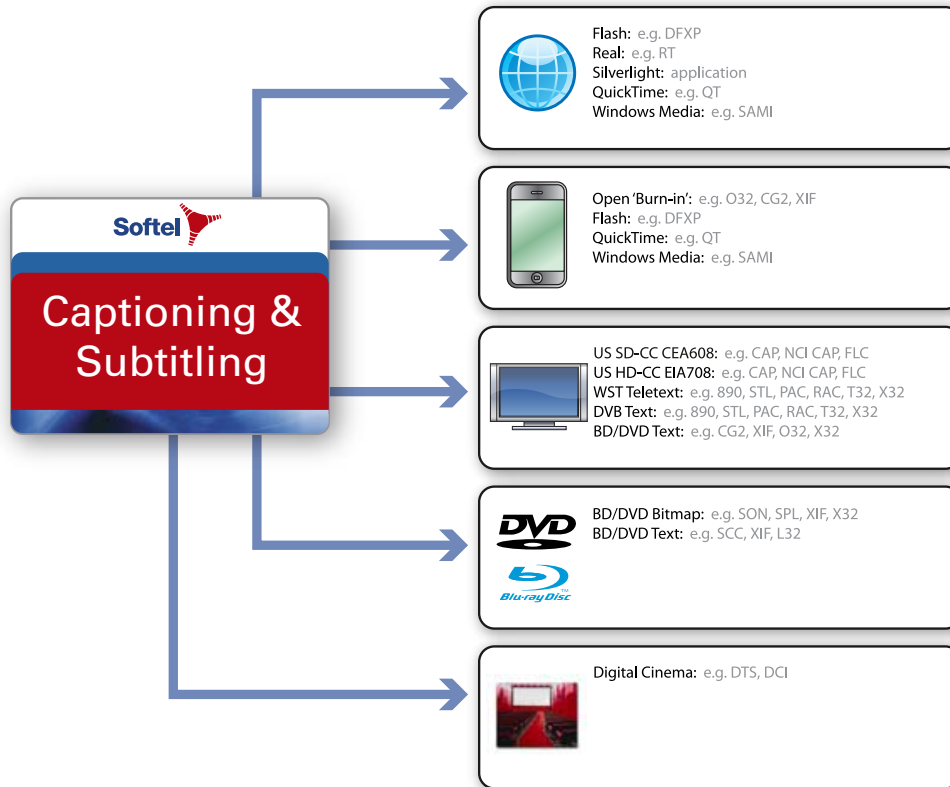 Softel
Captioning &
Subtitling
Flash: e.g. DFXP
Real: e.g. RT
Silverlight: application
QuickTime: e.g. QT
Windows Media: e.g. SAMI
Open ‘Burn-in’: e.g. O32, CG2, XIF
Flash: e.g. DFXP
QuickTime: e.g. QT
Windows Media: e.g. SAMI
US SD-CC CEA608: e.g. CAP, NCI CAP, FLC
US HD-CC EIA708: e.g. CAP, NCI CAP, FLC
WST Teletext: e.g. 890, STL, PAC, RAC, T32, X32
DVB Text: e.g. 890, STL, PAC, RAC, T32, X32
BD/DVD Text: e.g. CG2, XIF, O32, X32
DVD
Blu-ray Disc™
BD/DVD Bitmap: e.g. SON, SPL, XIF, X32
BD/DVD Text: e.g. SCC, XIF, L32
Digital Cinema: e.g. DTS, DCI